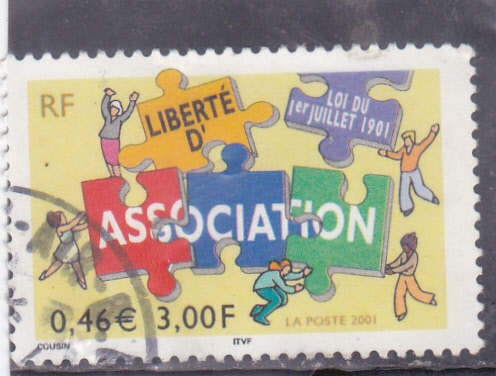 RF
LIBERTÉ
D'
LOI DU
1er JUILLET 1901
ASSOCIATION
0,46€ 3,00F
LA POSTE 2001
COUSIN
ITVF